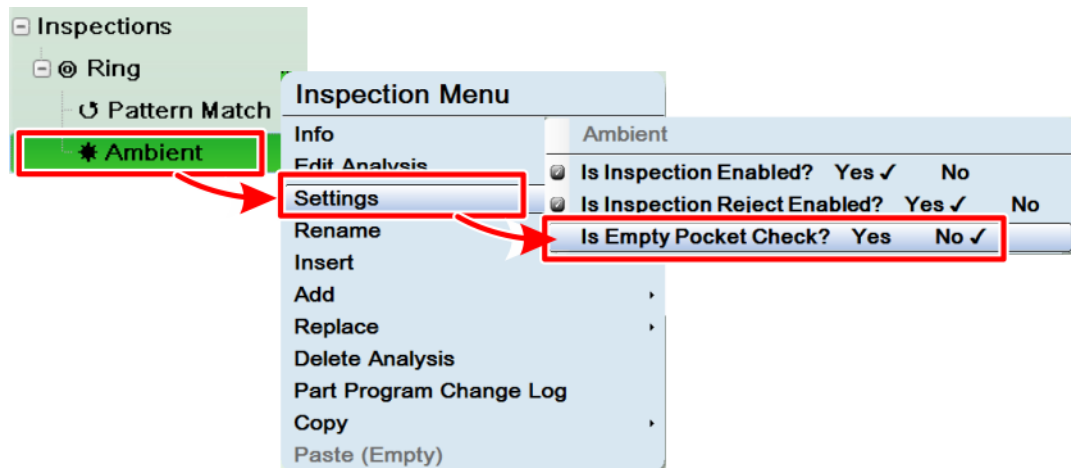 Inspections
Ring
Pattern Match
Ambient
Inspection Menu
Info
Edit Analysis
Settings
Rename
Insert
Add
Replace
Delete Analysis
Part Program Change Log
Copy
Paste (Empty)
Ambient
Is Inspection Enabled? Yes ✓ No
Is Inspection Reject Enabled? Yes ✓ No
Is Empty Pocket Check? Yes No ✓